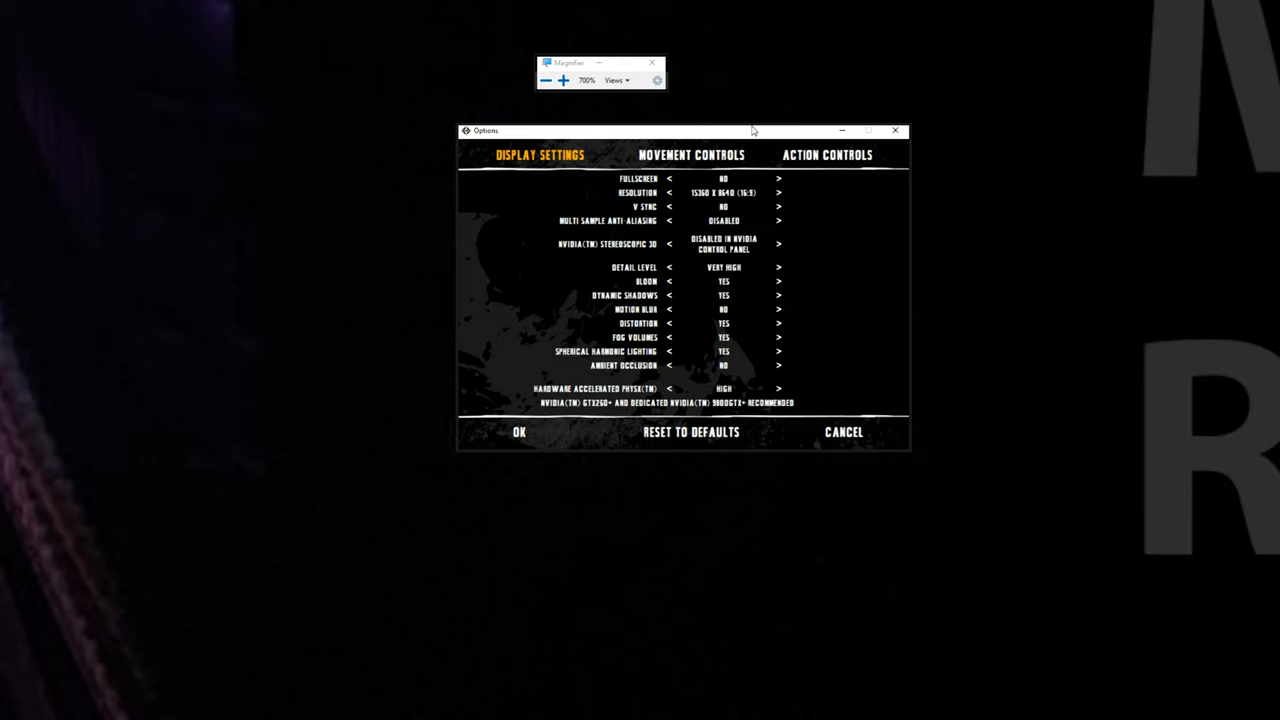 Magnifier
700% Views
Options
DISPLAY SETTINGS MOVEMENT CONTROLS ACTION CONTROLS
FULLSCREEN < NO >
RESOLUTION < 15360 X 8640 (16:9) >
V SYNC < NO >
MULTI SAMPLE ANTI-ALIASING < DISABLED >
NVIDIA(TM) STEREOSCOPIC 3D < DISABLED IN NVIDIA CONTROL PANEL >
DETAIL LEVEL < VERY HIGH >
BLOOM < YES >
DYNAMIC SHADOWS < YES >
MOTION BLUR < NO >
DISTORTION < YES >
FOG VOLUMES < YES >
SPHERICAL HARMONIC LIGHTING < YES >
AMBIENT OCCLUSION < NO >
HARDWARE ACCELERATED PHYSX(TM) < HIGH >
NVIDIA(TM) GTX260+ AND DEDICATED NVIDIA(TM) 9800GTX+ RECOMMENDED
OK RESET TO DEFAULTS CANCEL
R